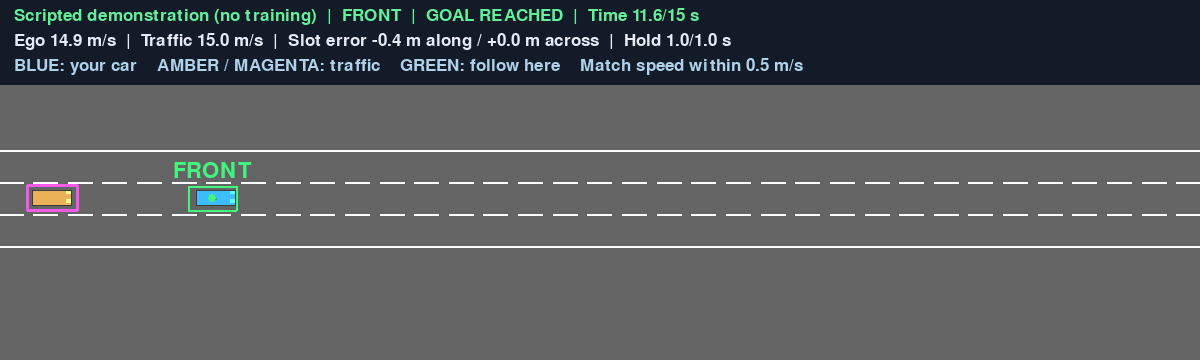 Scripted demonstration (no training) | FRONT | GOAL REACHED | Time 11.6/15 s
Ego 14.9 m/s | Traffic 15.0 m/s | Slot error -0.4 m along / +0.0 m across | Hold 1.0/1.0 s
BLUE: your car AMBER / MAGENTA: traffic GREEN: follow here Match speed within 0.5 m/s
FRONT